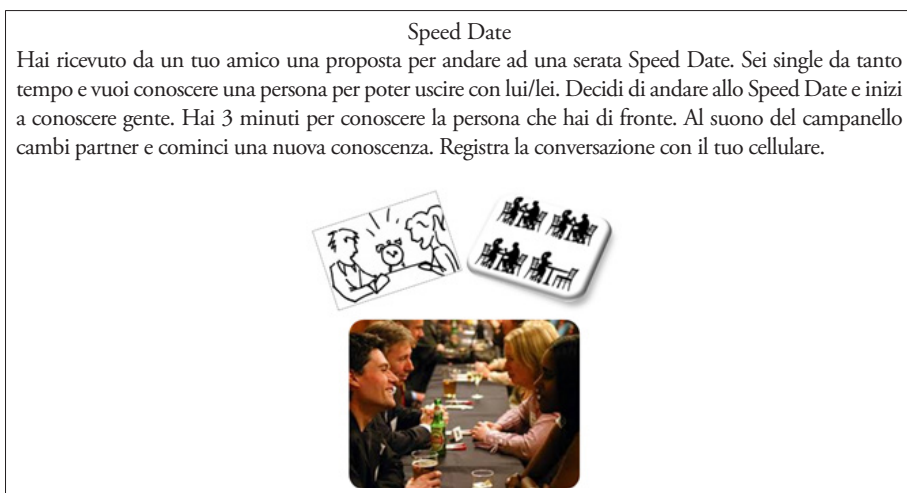 Speed Date
Hai ricevuto da un tuo amico una proposta per andare ad una serata Speed Date. Sei single da tanto
tempo e vuoi conoscere una persona per poter uscire con lui/lei. Decidi di andare allo Speed Date e inizi
a conoscere gente. Hai 3 minuti per conoscere la persona che hai di fronte. Al suono del campanello
cambi partner e cominci una nuova conoscenza. Registra la conversazione con il tuo cellulare.